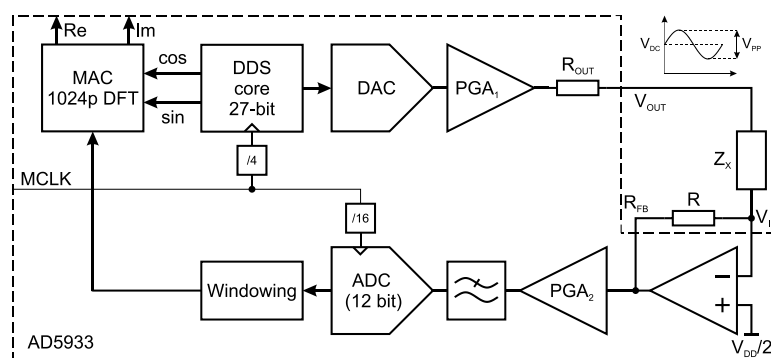 Re
Im
MAC
1024p DFT
cos
sin
DDS
core
27-bit
DAC
PGA1
ROUT
VOUT
VDC
VPP
ZX
/4
MCLK
/16
RFB
R
Windowing
ADC
(12 bit)
PGA2
−
+
VDD/2
AD5933